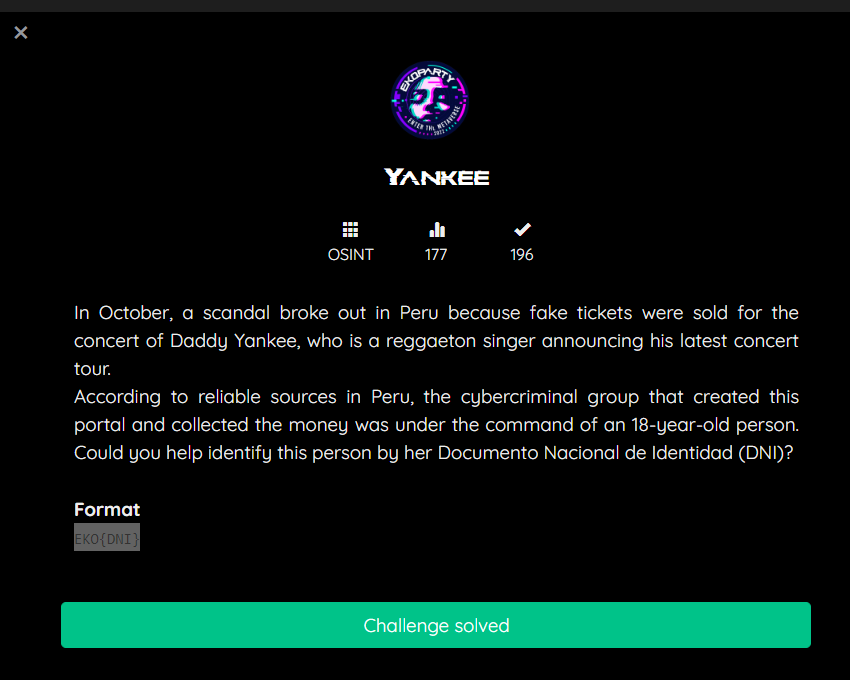 ×
EKOPARTY
ENTER THE METAVERSE
2022
YANKEE
OSINT
177
196
In October, a scandal broke out in Peru because fake tickets were sold for the
concert of Daddy Yankee, who is a reggaeton singer announcing his latest concert
tour.
According to reliable sources in Peru, the cybercriminal group that created this
portal and collected the money was under the command of an 18-year-old person.
Could you help identify this person by her Documento Nacional de Identidad (DNI)?
Format
EKO{DNI}
Challenge solved